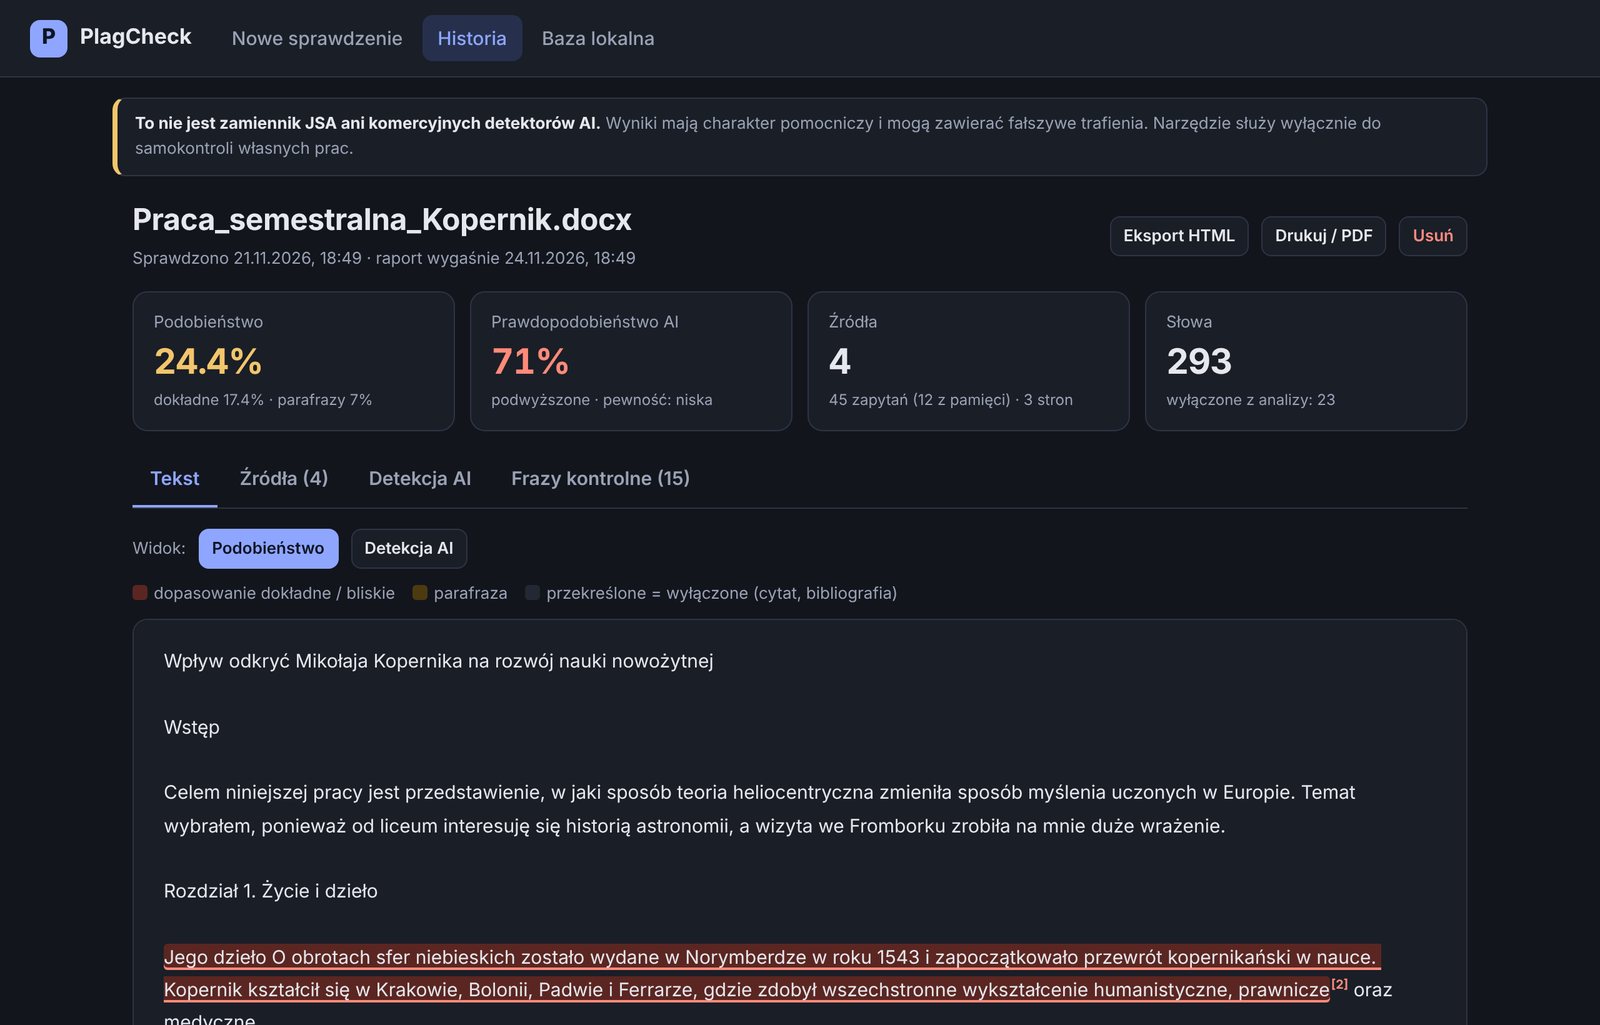 P PlagCheck Nowe sprawdzenie Historia Baza lokalna
To nie jest zamiennik JSA ani komercyjnych detektorów AI. Wyniki mają charakter pomocniczy i mogą zawierać fałszywe trafienia. Narzędzie służy wyłącznie do
samokontroli własnych prac.
Praca_semestralna_Kopernik.docx
Sprawdzono 21.11.2026, 18:49 · raport wygaśnie 24.11.2026, 18:49
Eksport HTML Drukuj / PDF Usuń
Podobieństwo
24.4%
dokładne 17.4% · parafrazy 7%
Prawdopodobieństwo AI
71%
podwyższone · pewność: niska
Źródła
4
45 zapytań (12 z pamięci) · 3 stron
Słowa
293
wyłączone z analizy: 23
Tekst Źródła (4) Detekcja AI Frazy kontrolne (15)
Widok: Podobieństwo Detekcja AI
dopasowanie dokładne / bliskie parafraza przekreślone = wyłączone (cytat, bibliografia)
Wpływ odkryć Mikołaja Kopernika na rozwój nauki nowożytnej
Wstęp
Celem niniejszej pracy jest przedstawienie, w jaki sposób teoria heliocentryczna zmieniła sposób myślenia uczonych w Europie. Temat
wybrałem, ponieważ od liceum interesuję się historią astronomii, a wizyta we Fromborku zrobiła na mnie duże wrażenie.
Rozdział 1. Życie i dzieło
Jego dzieło O obrotach sfer niebieskich zostało wydane w Norymberdze w roku 1543 i zapoczątkowało przewrót kopernikański w nauce.
Kopernik kształcił się w Krakowie, Bolonii, Padwie i Ferrarze, gdzie zdobył wszechstronne wykształcenie humanistyczne, prawnicze[2] oraz
medyczne.